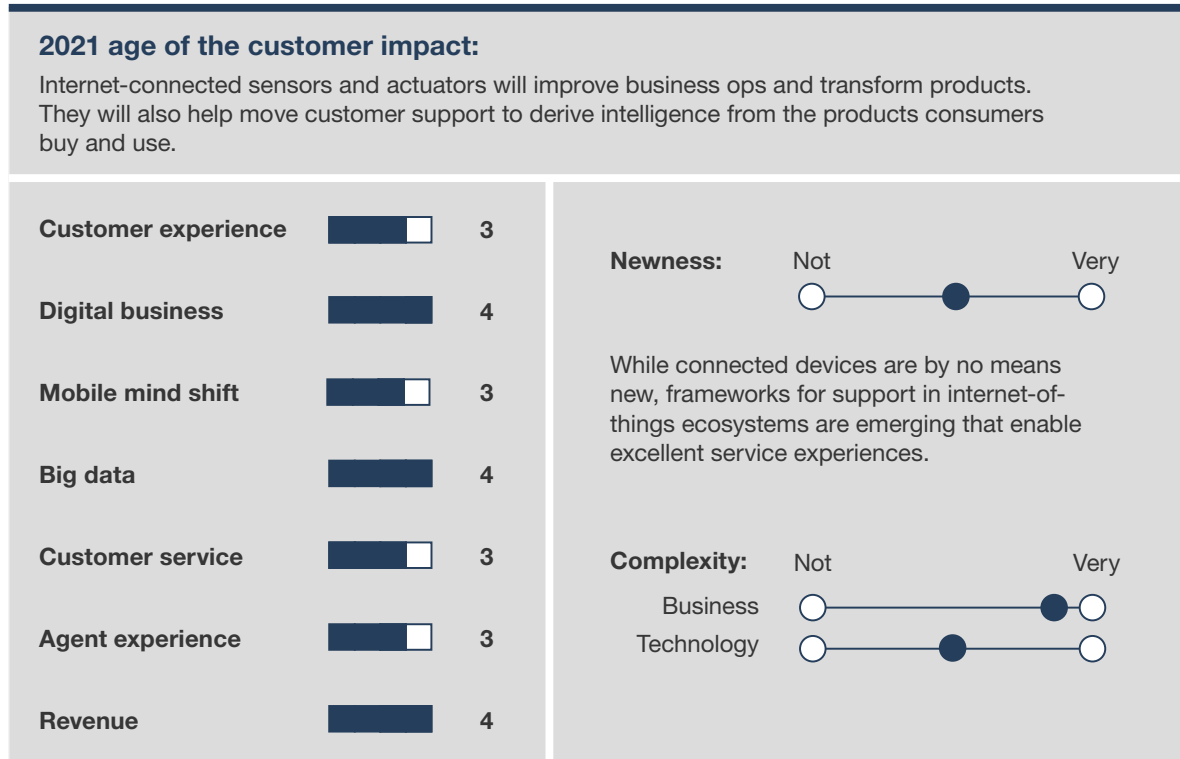 2021 age of the customer impact:
Internet-connected sensors and actuators will improve business ops and transform products.
They will also help move customer support to derive intelligence from the products consumers
buy and use.
Customer experience 3
Digital business 4
Mobile mind shift 3
Big data 4
Customer service 3
Agent experience 3
Revenue 4
Newness: Not Very
While connected devices are by no means
new, frameworks for support in internet-of-
things ecosystems are emerging that enable
excellent service experiences.
Complexity: Not Very
Business
Technology